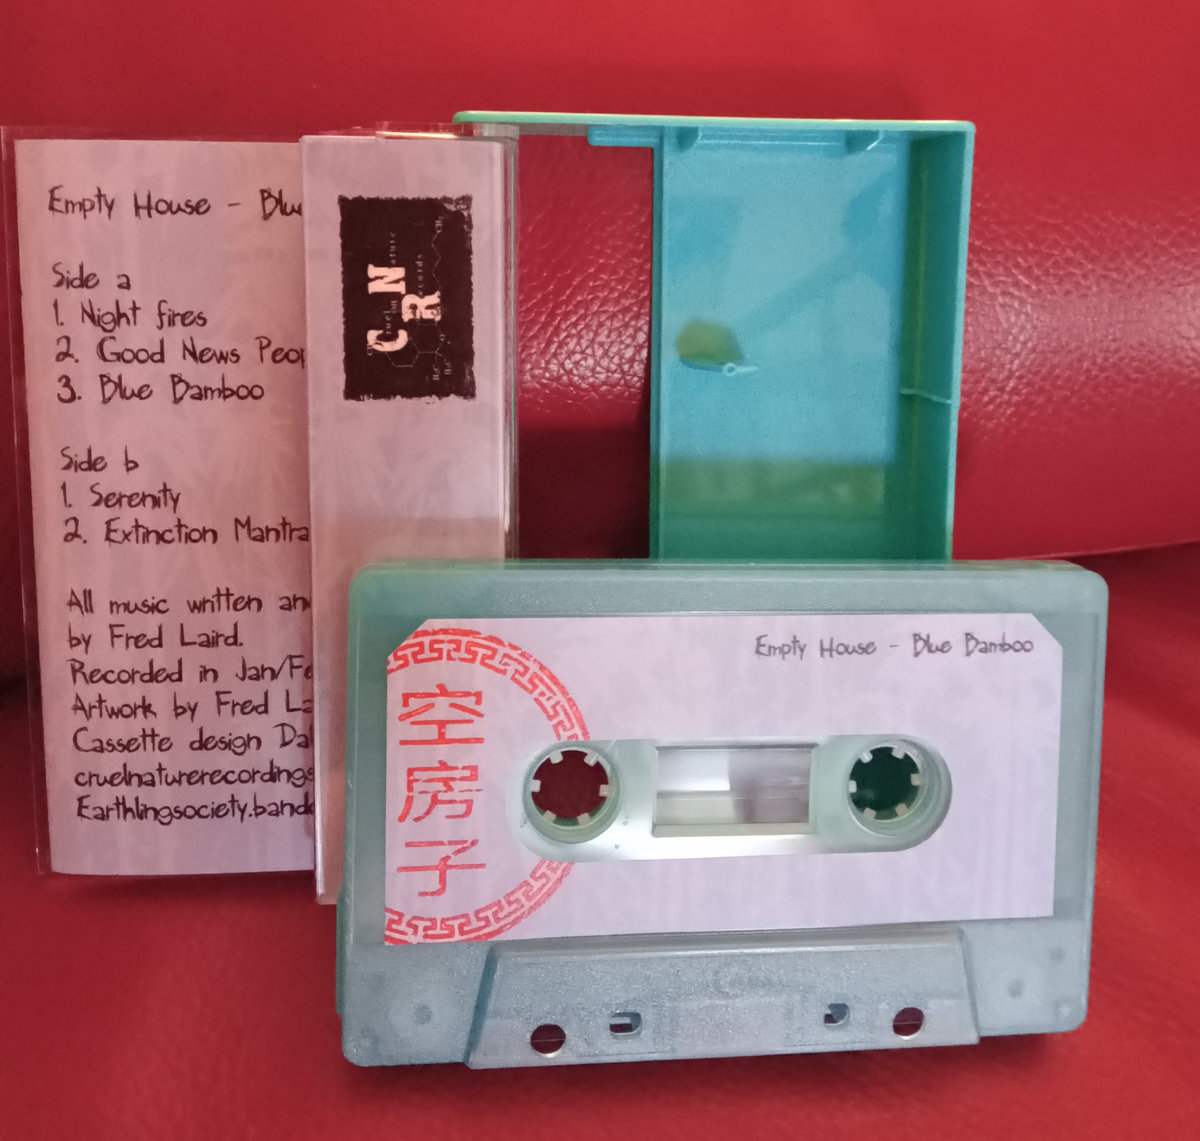 Empty House - Blu
Side a
1. Night fires
2. Good News Peop
3. Blue Bamboo
Side b
1. Serenity
2. Extinction Mantra
All music written an
by Fred Laird.
Recorded in Jan/Fe
Artwork by Fred La
Cassette design Da
cruelnaturerecordings
Earthlingsociety.bandc
C N R
Empty House - Blue Bamboo
空
房
子